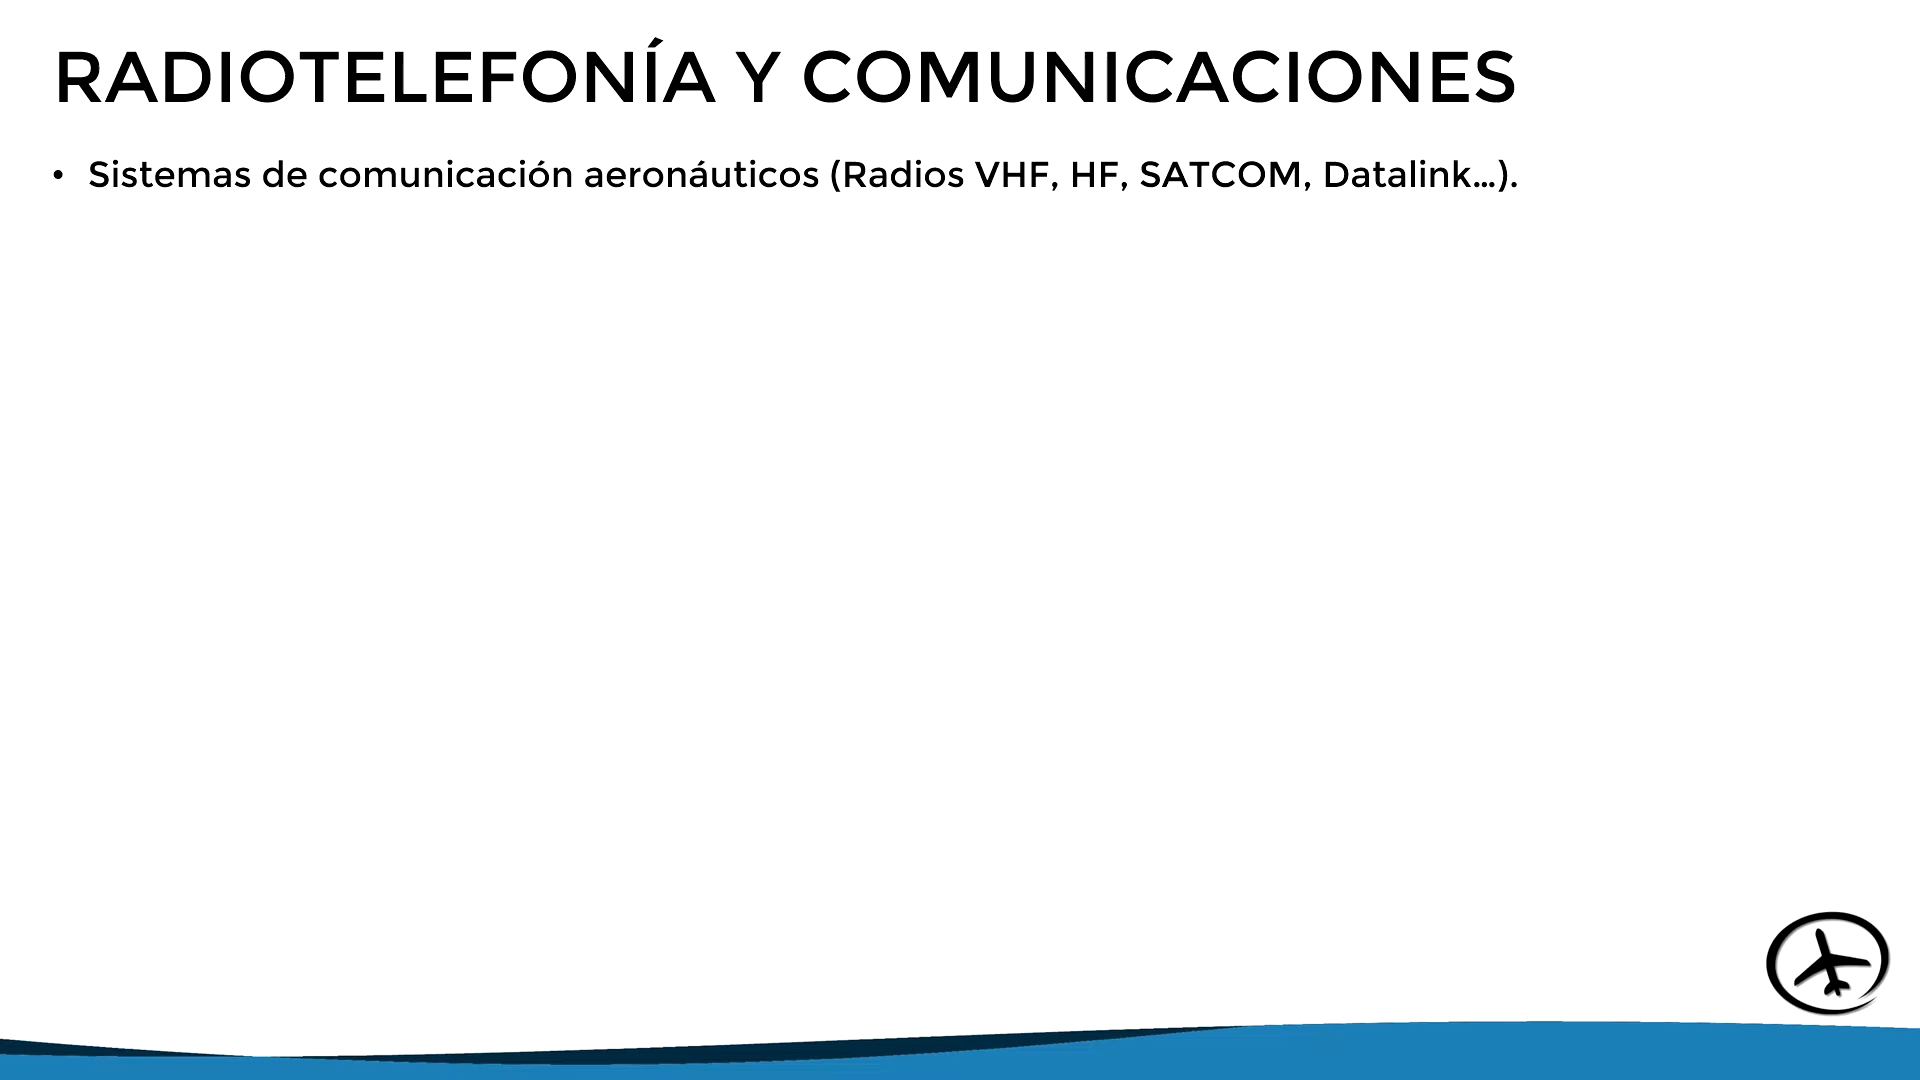 RADIOTELEFONÍA Y COMUNICACIONES
• Sistemas de comunicación aeronáuticos (Radios VHF, HF, SATCOM, Datalink…).